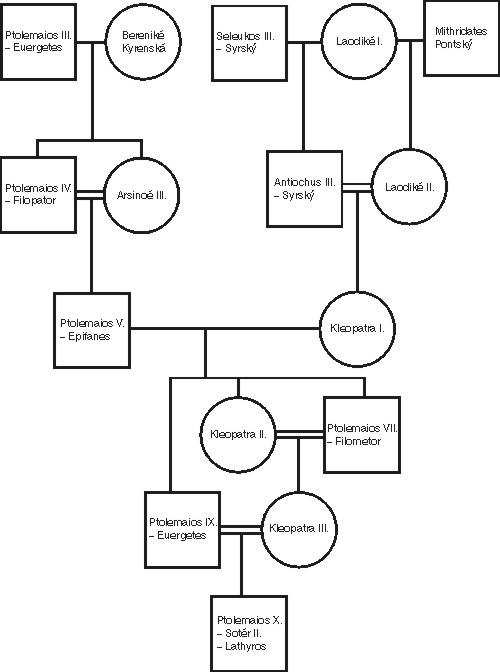 Ptolemaios III.
– Euergetes
Bereniké
Kyrenská
Seleukos III.
– Syrský
Laodiké I.
Mithridates
Pontský
Ptolemaios IV.
– Filopator
Arsinoé III.
Antiochus III.
– Syrský
Laodiké II.
Ptolemaios V.
– Epifanes
Kleopatra I.
Kleopatra II.
Ptolemaios VII.
– Filometor
Ptolemaios IX.
– Euergetes
Kleopatra III.
Ptolemaios X.
– Sotér II.
– Lathyros